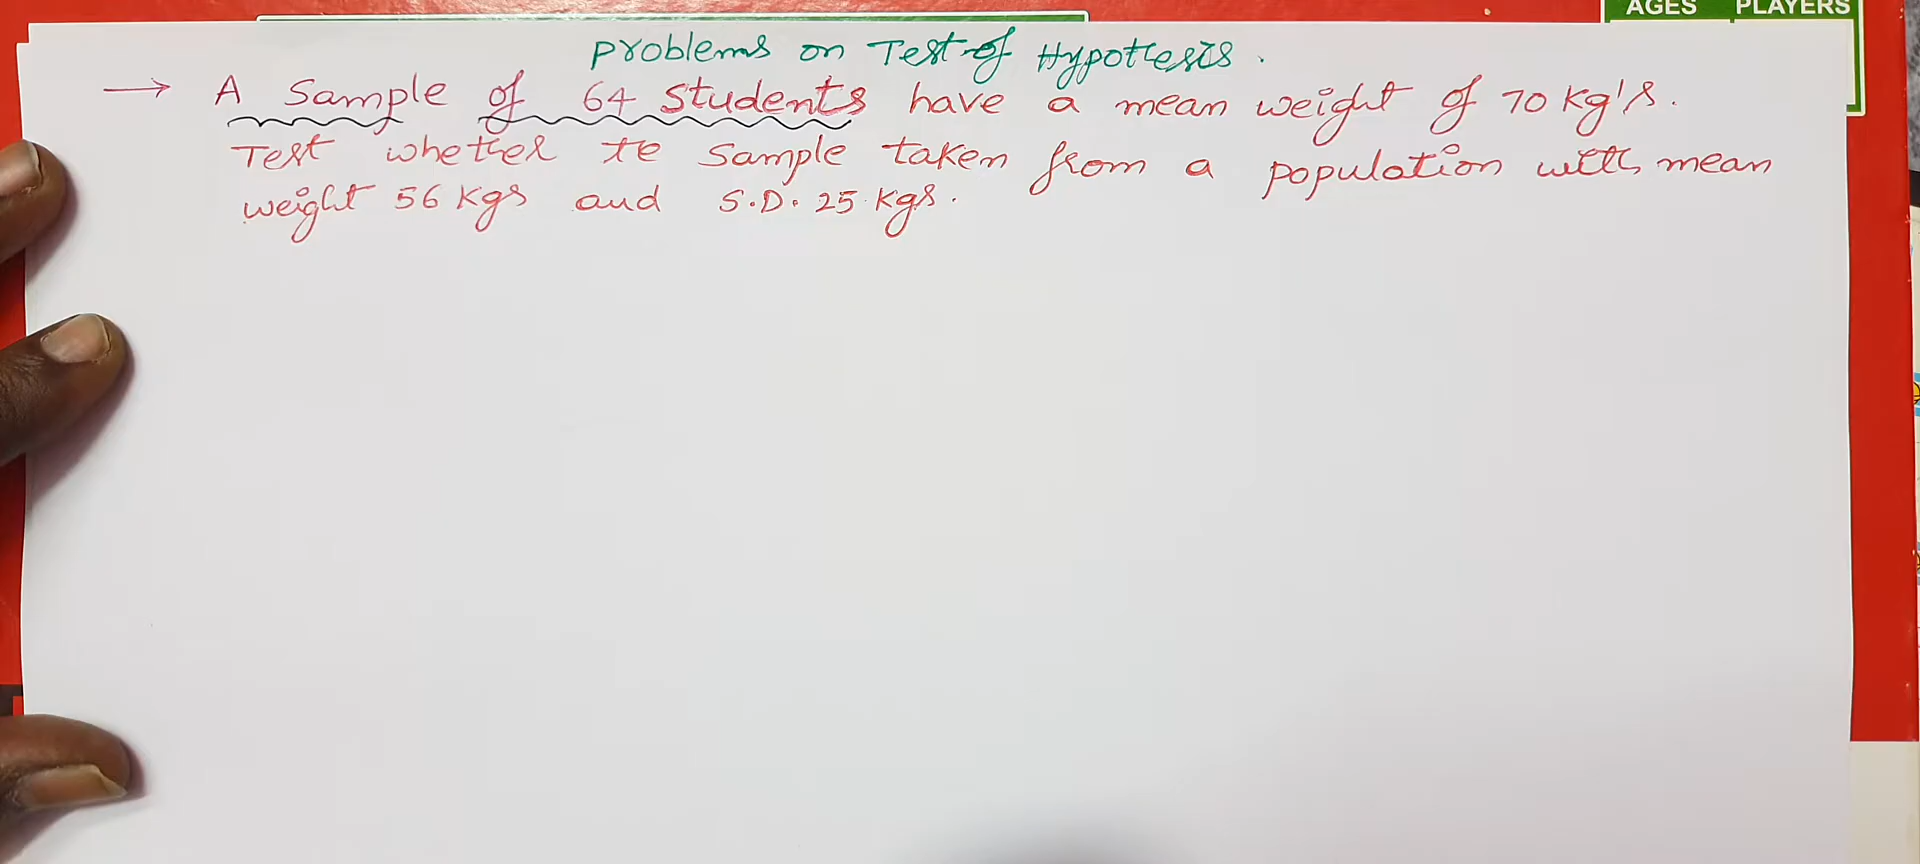 AGES PLAYERS
Problems on Test of Hypothesis.
→ A Sample of 64 Students have a mean weight of 70 Kg's.
Test whether the Sample taken from a population with mean
weight 56 Kgs and S.D. 25 Kgs.